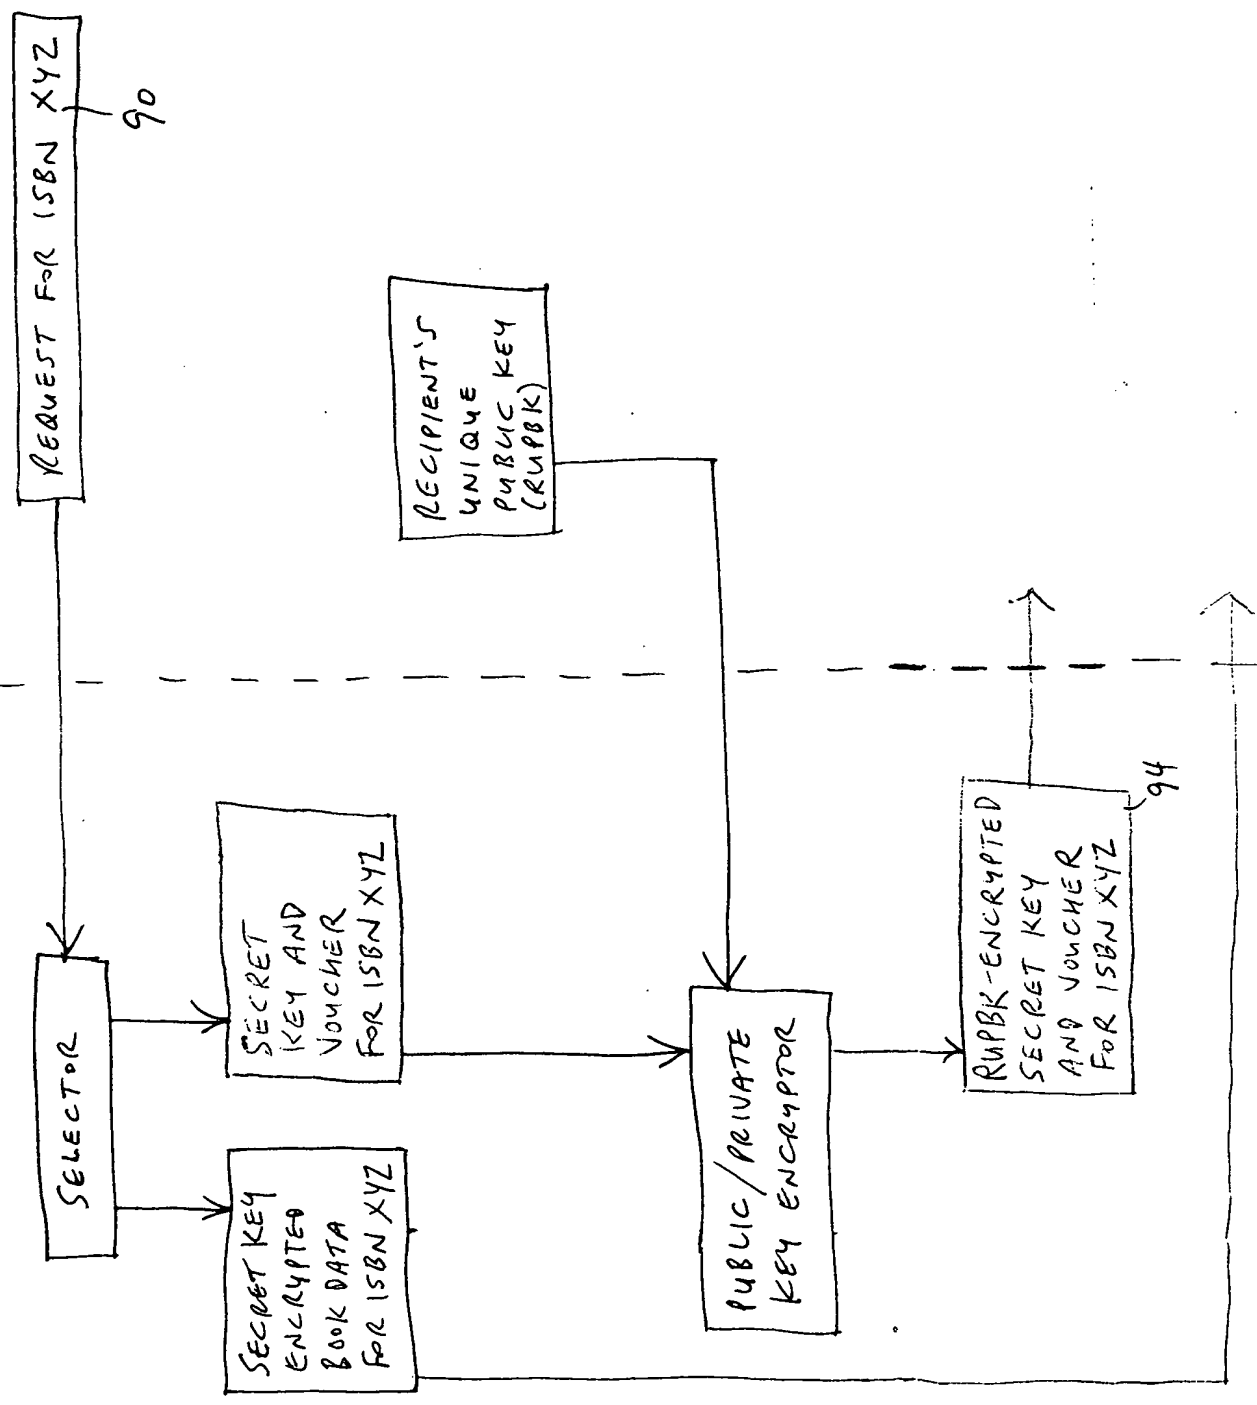 REQUEST FOR ISBN XYZ
90
SELECTOR
SECRET
KEY AND
VOUCHER
FOR ISBN XYZ
SECRET KEY
ENCRYPTED
BOOK DATA
FOR ISBN XYZ
RECIPIENT'S
UNIQUE
PUBLIC KEY
(RUPBK)
PUBLIC/PRIVATE
KEY ENCRYPTOR
RUPBK-ENCRYPTED
SECRET KEY
AND VOUCHER
FOR ISBN XYZ
94